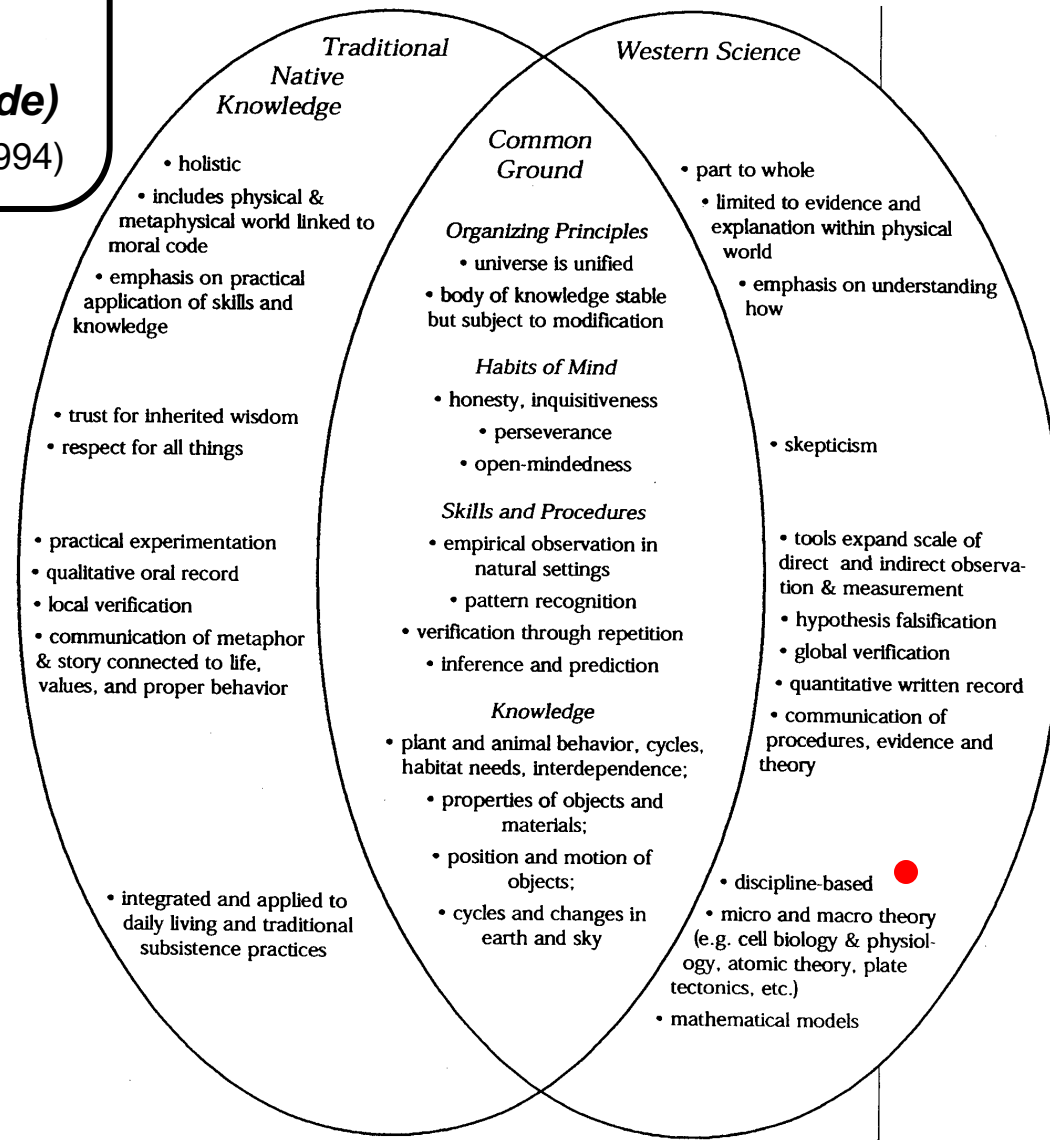 de)
994)
Traditional
Native
Knowledge
• holistic
• includes physical &
metaphysical world linked to
moral code
• emphasis on practical
application of skills and
knowledge
• trust for inherited wisdom
• respect for all things
• practical experimentation
• qualitative oral record
• local verification
• communication of metaphor
& story connected to life,
values, and proper behavior
• integrated and applied to
daily living and traditional
subsistence practices
Common
Ground
Organizing Principles
• universe is unified
• body of knowledge stable
but subject to modification
Habits of Mind
• honesty, inquisitiveness
• perseverance
• open-mindedness
Skills and Procedures
• empirical observation in
natural settings
• pattern recognition
• verification through repetition
• inference and prediction
Knowledge
• plant and animal behavior, cycles,
habitat needs, interdependence;
• properties of objects and
materials;
• position and motion of
objects;
• cycles and changes in
earth and sky
Western Science
• part to whole
• limited to evidence and
explanation within physical
world
• emphasis on understanding
how
• skepticism
• tools expand scale of
direct and indirect observa-
tion & measurement
• hypothesis falsification
• global verification
• quantitative written record
• communication of
procedures, evidence and
theory
• discipline-based
• micro and macro theory
(e.g. cell biology & physiol-
ogy, atomic theory, plate
tectonics, etc.)
• mathematical models